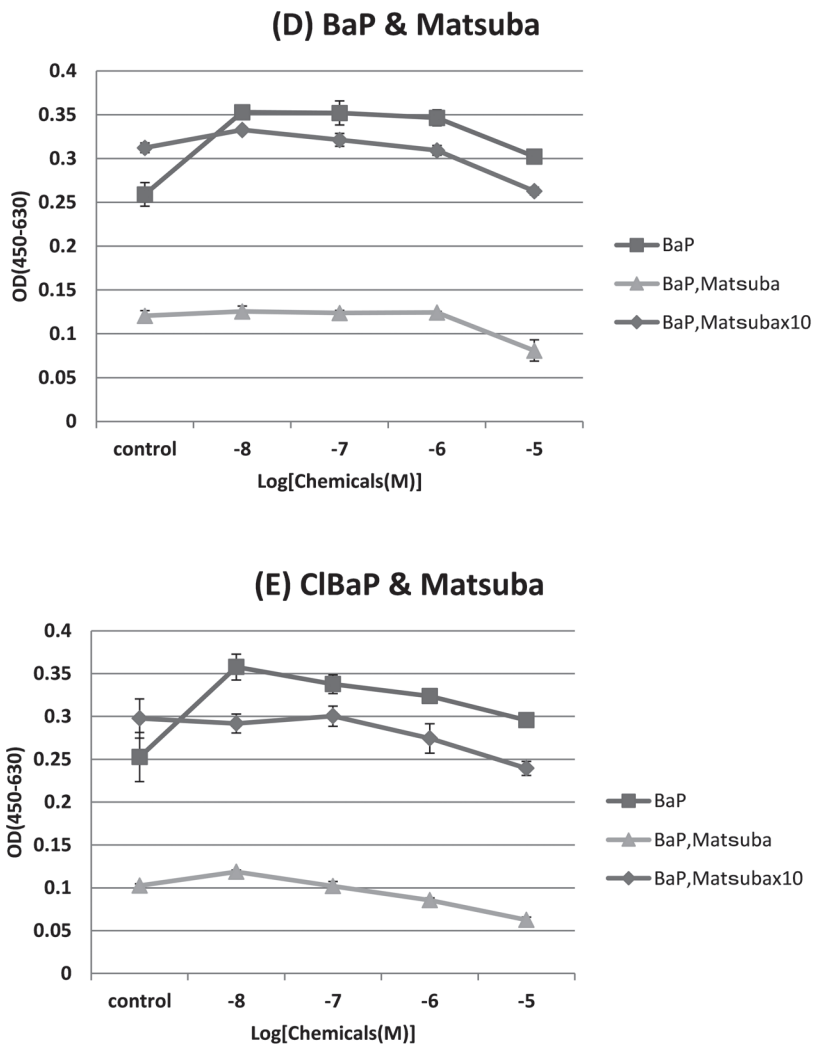 (D) BaP & Matsuba
0.4
0.35
0.3
0.25
0.2
0.15
0.1
0.05
0
OD(450-630)
control -8 -7 -6 -5
Log[Chemicals(M)]
BaP
BaP,Matsuba
BaP,Matsubax10
(E) ClBaP & Matsuba
0.4
0.35
0.3
0.25
0.2
0.15
0.1
0.05
0
OD(450-630)
control -8 -7 -6 -5
Log[Chemicals(M)]
BaP
BaP,Matsuba
BaP,Matsubax10